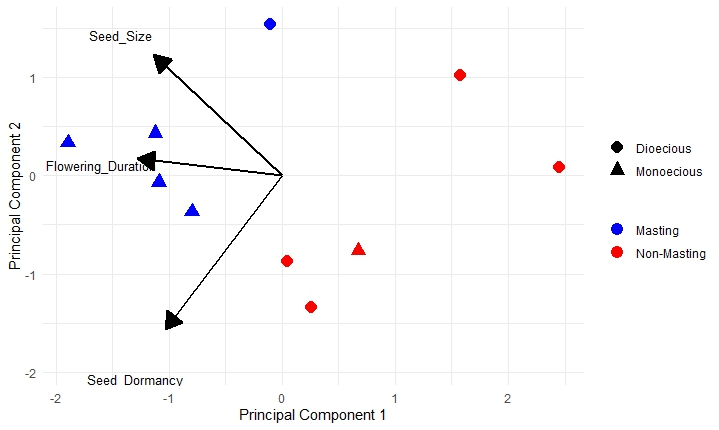 Seed_Size
1
Flowering_Duration
0
-1
-2
Seed_Dormancy
-2
-1
0
1
2
Principal Component 1
Principal Component 2
Dioecious
Monoecious
Masting
Non-Masting